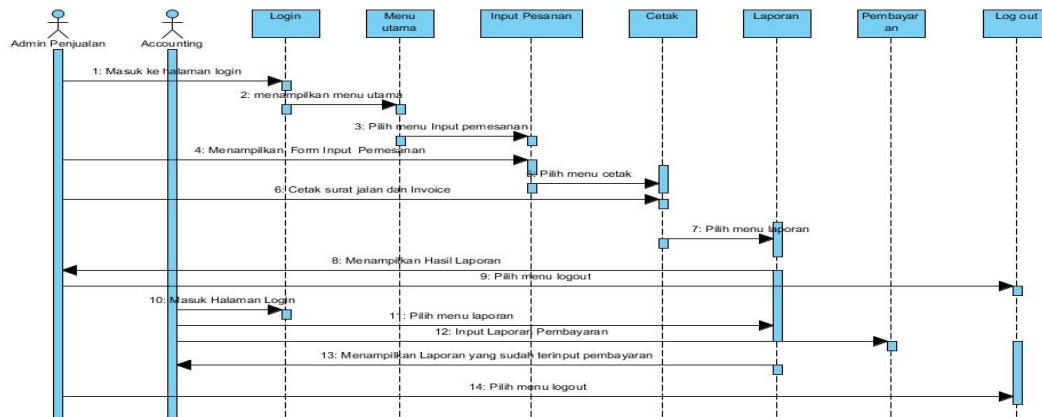 Login
Menu
utama
Input Pesanan
Cetak
Laporan
Pembayar
an
Log out
Admin Penjualan
Accounting
1: Masuk ke halaman login
2: menampilkan menu utama
3: Pilih menu Input pemesanan
4: Menampilkan Form Input Pemesanan
5: Pilih menu cetak
6: Cetak surat jalan dan Invoice
7: Pilih menu laporan
8: Menampilkan Hasil Laporan
9: Pilih menu logout
10: Masuk Halaman Login
11: Pilih menu laporan
12: Input Laporan Pembayaran
13: Menampilkan Laporan yang sudah terinput pembayaran
14: Pilih menu logout